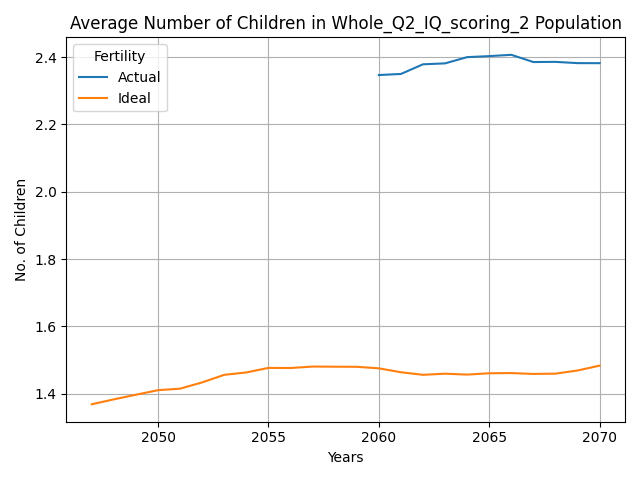 Average Number of Children in Whole_Q2_IQ_scoring_2 Population
Fertility
Actual
Ideal
2.4
2.2
2.0
1.8
1.6
1.4
No. of Children
2050
2055
2060
2065
2070
Years